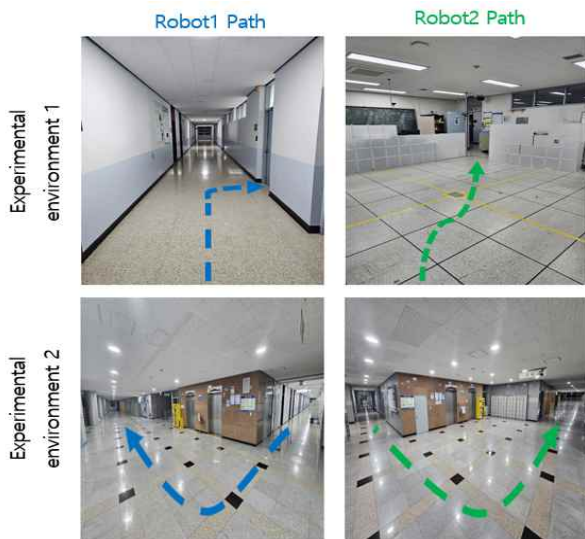 Robot1 Path
Robot2 Path
Experimental
environment 1
Experimental
environment 2